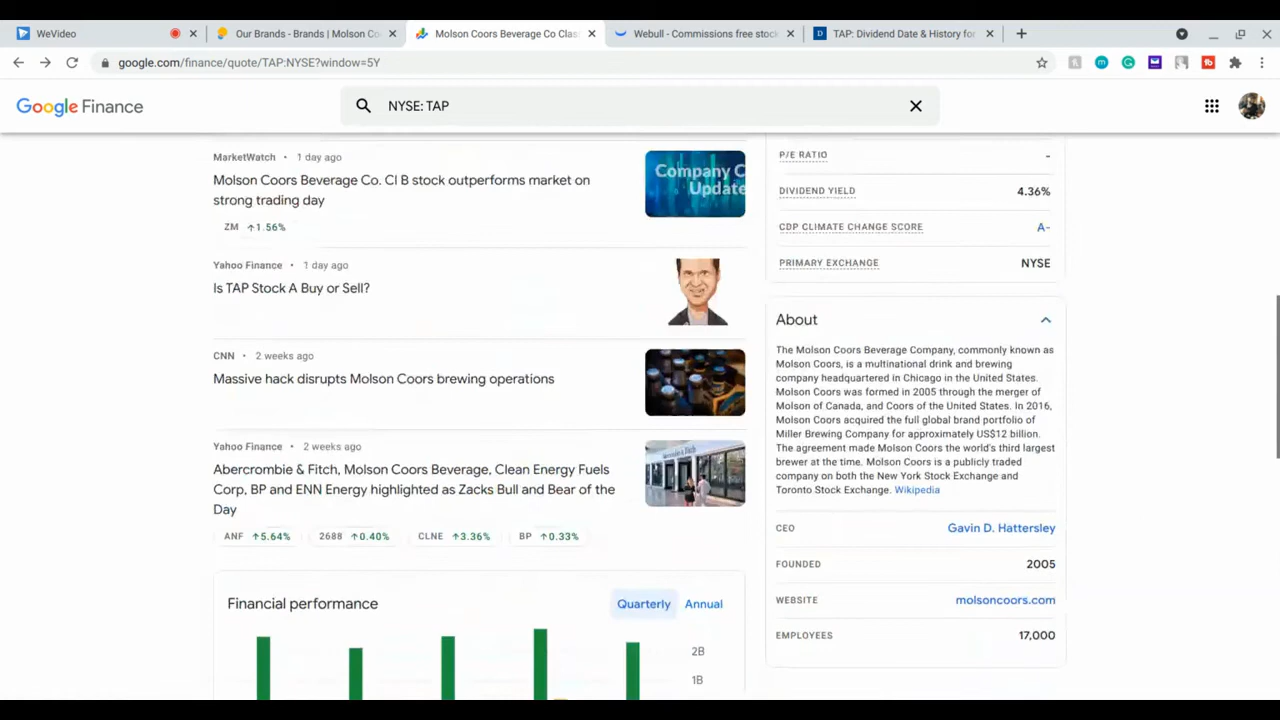 WeVideo
Our Brands - Brands | Molson Co
Molson Coors Beverage Co Clas
Webull - Commissions free stock
TAP: Dividend Date & History for
google.com/finance/quote/TAP:NYSE?window=5Y
Google Finance
NYSE: TAP
MarketWatch • 1 day ago
Molson Coors Beverage Co. Cl B stock outperforms market on
strong trading day
ZM ↑1.56%
Company C
Update
Yahoo Finance • 1 day ago
Is TAP Stock A Buy or Sell?
CNN • 2 weeks ago
Massive hack disrupts Molson Coors brewing operations
Yahoo Finance • 2 weeks ago
Abercrombie & Fitch, Molson Coors Beverage, Clean Energy Fuels
Corp, BP and ENN Energy highlighted as Zacks Bull and Bear of the
Day
ANF ↑5.64% 2688 ↑0.40% CLNE ↑3.36% BP ↑0.33%
Financial performance
Quarterly Annual
2B
1B
P/E RATIO -
DIVIDEND YIELD 4.36%
CDP CLIMATE CHANGE SCORE A-
PRIMARY EXCHANGE NYSE
About
The Molson Coors Beverage Company, commonly known as
Molson Coors, is a multinational drink and brewing
company headquartered in Chicago in the United States.
Molson Coors was formed in 2005 through the merger of
Molson of Canada, and Coors of the United States. In 2016,
Molson Coors acquired the full global brand portfolio of
Miller Brewing Company for approximately US$12 billion.
The agreement made Molson Coors the world's third largest
brewer at the time. Molson Coors is a publicly traded
company on both the New York Stock Exchange and
Toronto Stock Exchange. Wikipedia
CEO Gavin D. Hattersley
FOUNDED 2005
WEBSITE molsoncoors.com
EMPLOYEES 17,000